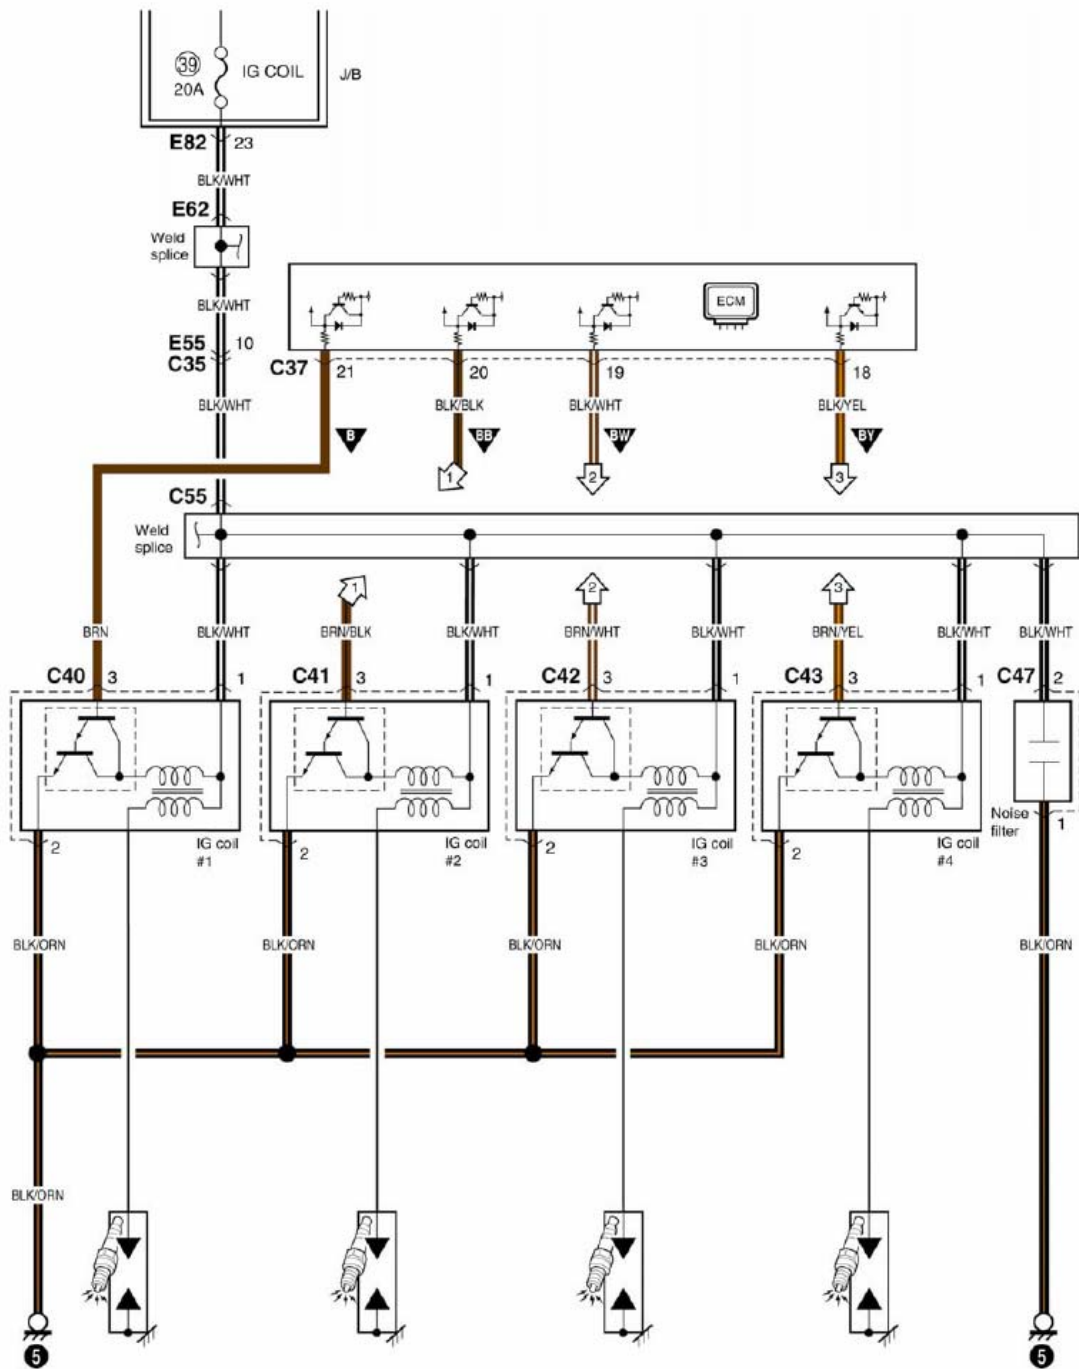 39
20A
IG COIL
J/B
E82 23
BLK/WHT
E62
Weld
splice
BLK/WHT
ECM
E55 10
C35
C37 21 20 19 18
BLK/WHT BLK/BLK BLK/WHT BLK/YEL
B BB BW BY
1 2 3
C55
Weld
splice
1 2 3
BRN BLK/WHT BRN/BLK BLK/WHT BRN/WHT BLK/WHT BRN/YEL BLK/WHT BLK/WHT
C40 3 1 C41 3 1 C42 3 1 C43 3 1 C47 2
Noise
filter
1
2 IG coil
#1
2 IG coil
#2
2 IG coil
#3
2 IG coil
#4
BLK/ORN BLK/ORN BLK/ORN BLK/ORN BLK/ORN
BLK/ORN
5 5